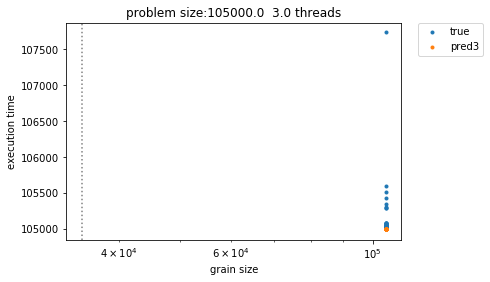 problem size:105000.0  3.0 threads
true
pred3
107500
107000
106500
106000
105500
105000
execution time
4 × 10⁴
6 × 10⁴
10⁵
grain size